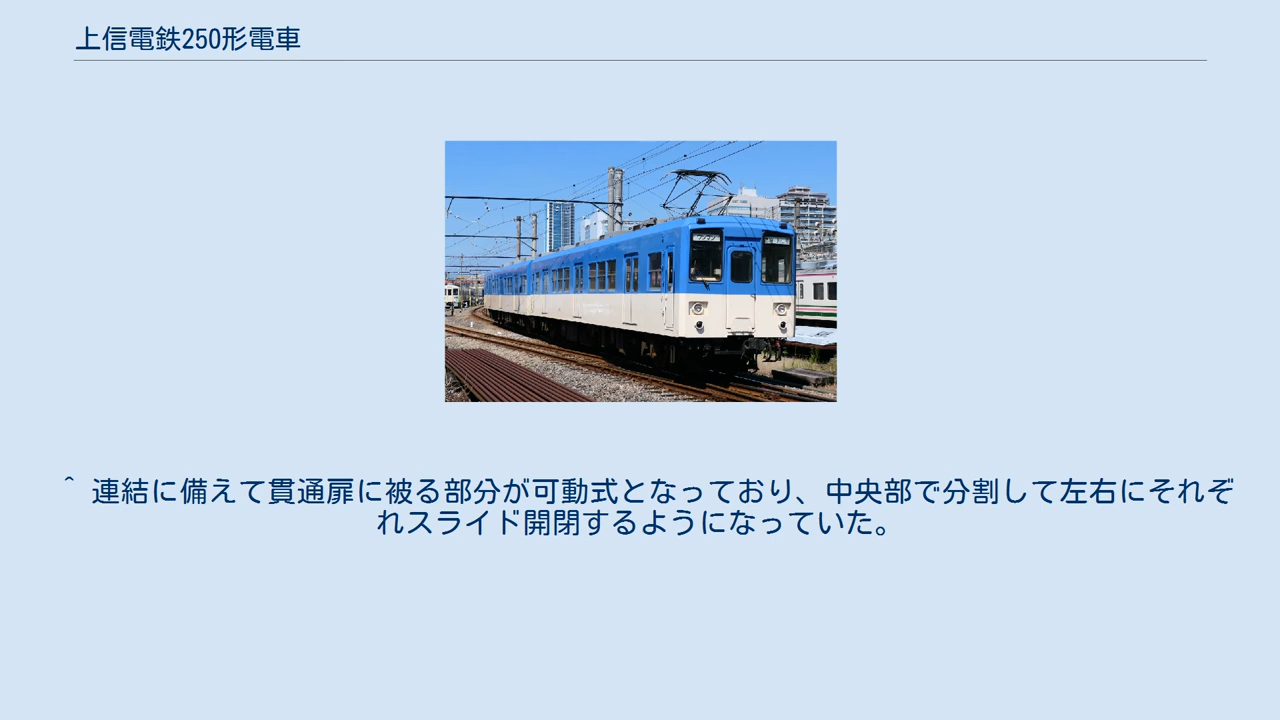 上信電鉄250形電車
^ 連結に備えて貫通扉に被る部分が可動式となっており、中央部で分割して左右にそれぞ
れスライド開閉するようになっていた。